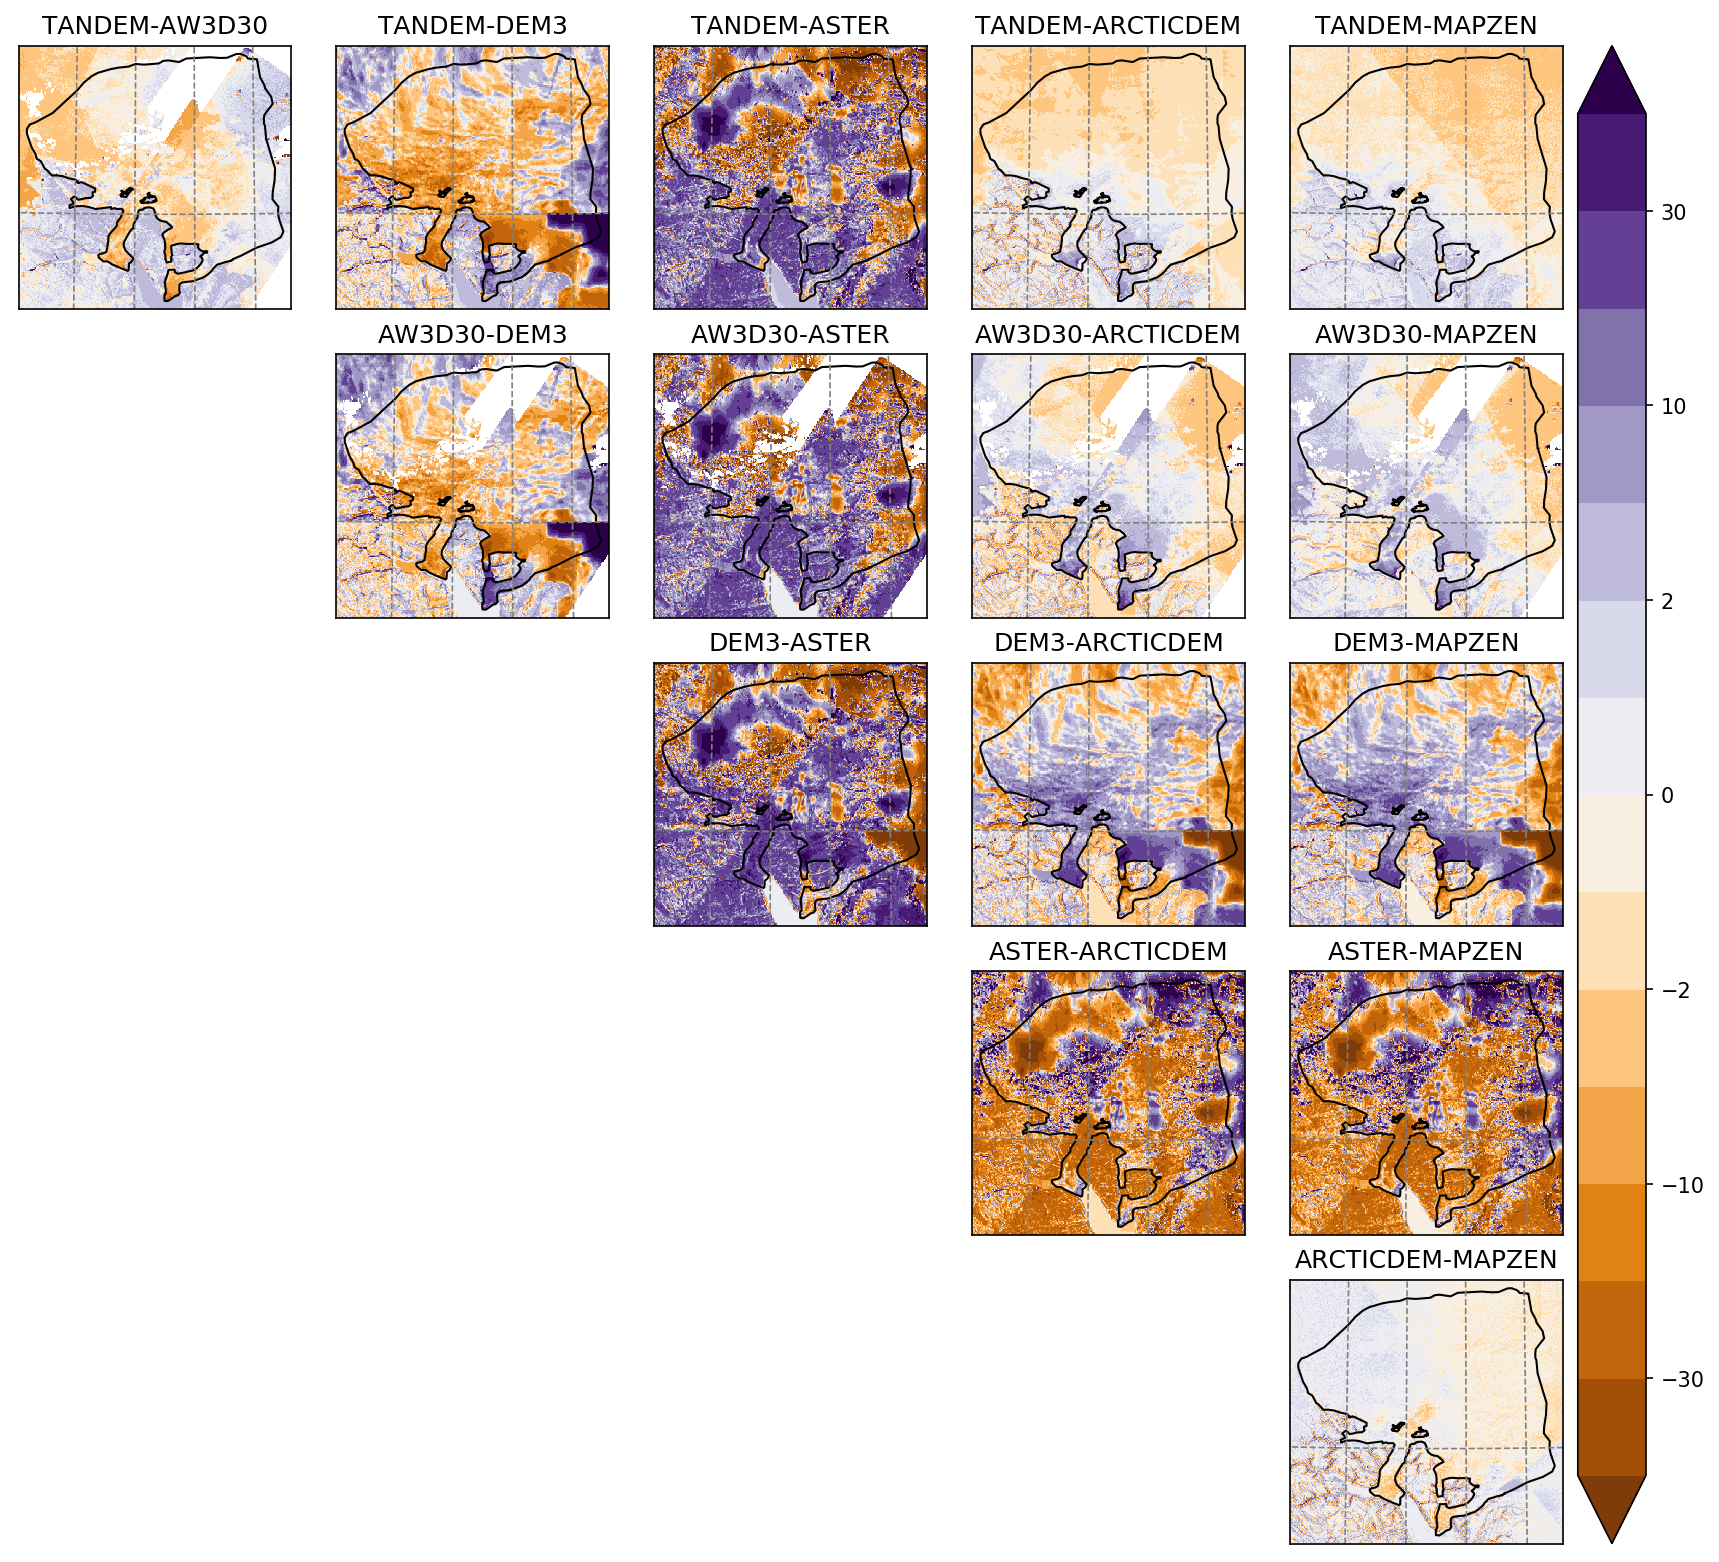 TANDEM-AW3D30 TANDEM-DEM3 TANDEM-ASTER TANDEM-ARCTICDEM TANDEM-MAPZEN
AW3D30-DEM3 AW3D30-ASTER AW3D30-ARCTICDEM AW3D30-MAPZEN
DEM3-ASTER DEM3-ARCTICDEM DEM3-MAPZEN
ASTER-ARCTICDEM ASTER-MAPZEN
ARCTICDEM-MAPZEN
30
10
2
0
−2
−10
−30